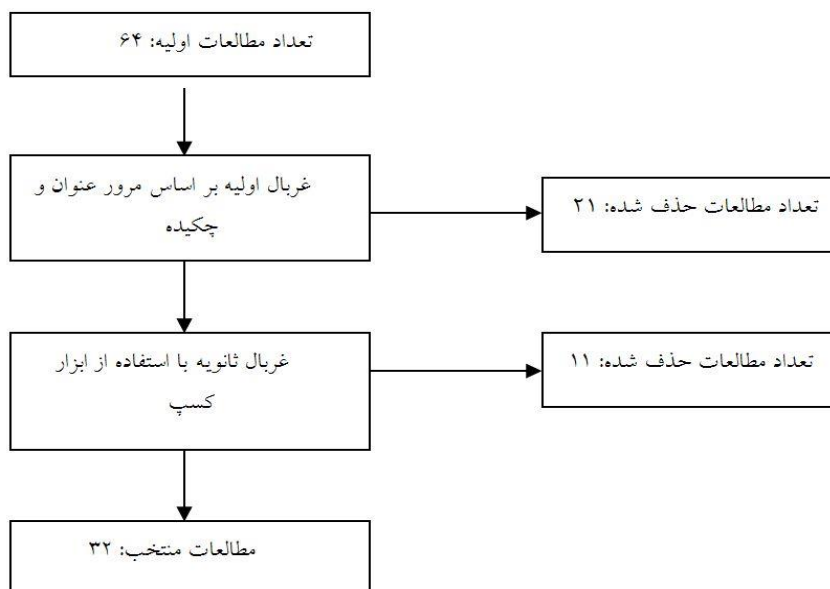 تعداد مطالعات اولیه: ۶۴
غربال اولیه بر اساس مرور عنوان و
چکیده
تعداد مطالعات حذف شده: ۲۱
غربال ثانویه با استفاده از ابزار
کسپ
تعداد مطالعات حذف شده: ۱۱
مطالعات منتخب: ۳۲